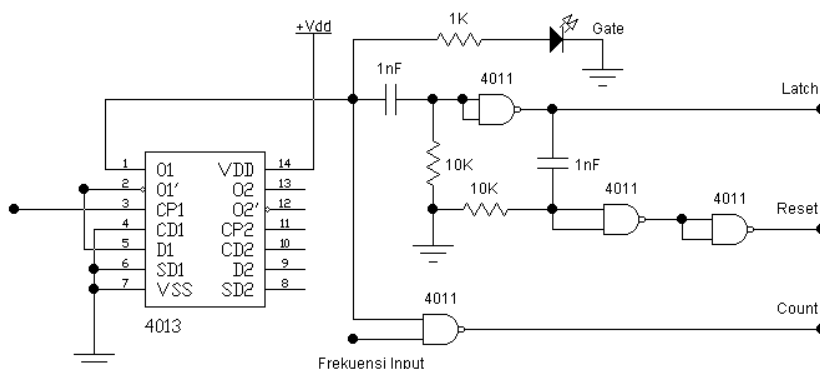 +Vdd
1K
Gate
1nF
4011
Latch
1 O1 VDD 14
2 O1' O2 13
3 CP1 O2' 12
4 CD1 CP2 11
5 D1 CD2 10
6 SD1 D2 9
7 VSS SD2 8
4013
10K
1nF
10K
4011
4011
Reset
4011
Count
Frekuensi Input